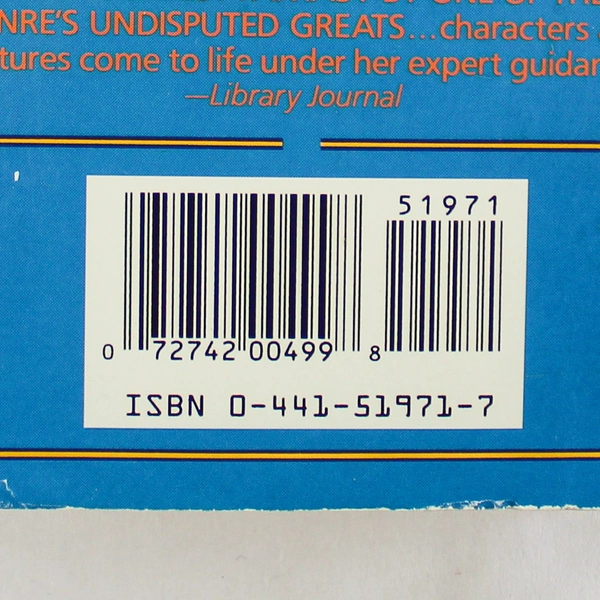 NRE'S UNDISPUTED GREATS...characters
tures come to life under her expert guidan
—Library Journal
51971
0 72742 00499 8
ISBN 0-441-51971-7